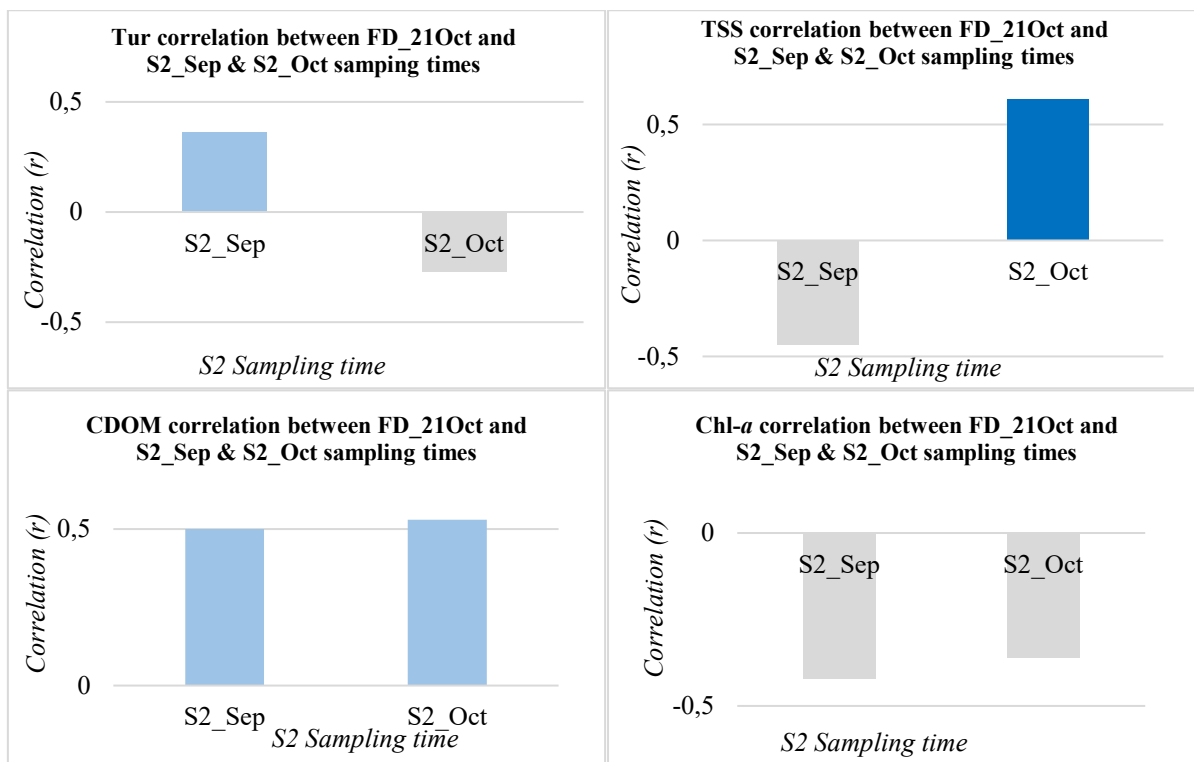 Tur correlation between FD_21Oct and
S2_Sep & S2_Oct samping times
0,5
0
-0,5
Correlation (r)
S2_Sep
S2_Oct
S2 Sampling time
TSS correlation between FD_21Oct and
S2_Sep & S2_Oct sampling times
0,5
0
-0,5
Correlation (r)
S2_Sep
S2_Oct
S2 Sampling time
CDOM correlation between FD_21Oct and
S2_Sep & S2_Oct sampling times
0,5
0
Correlation (r)
S2_Sep
S2_Oct
S2 Sampling time
Chl-a correlation between FD_21Oct and
S2_Sep & S2_Oct sampling times
0
-0,5
Correlation (r)
S2_Sep
S2_Oct
S2 Sampling time